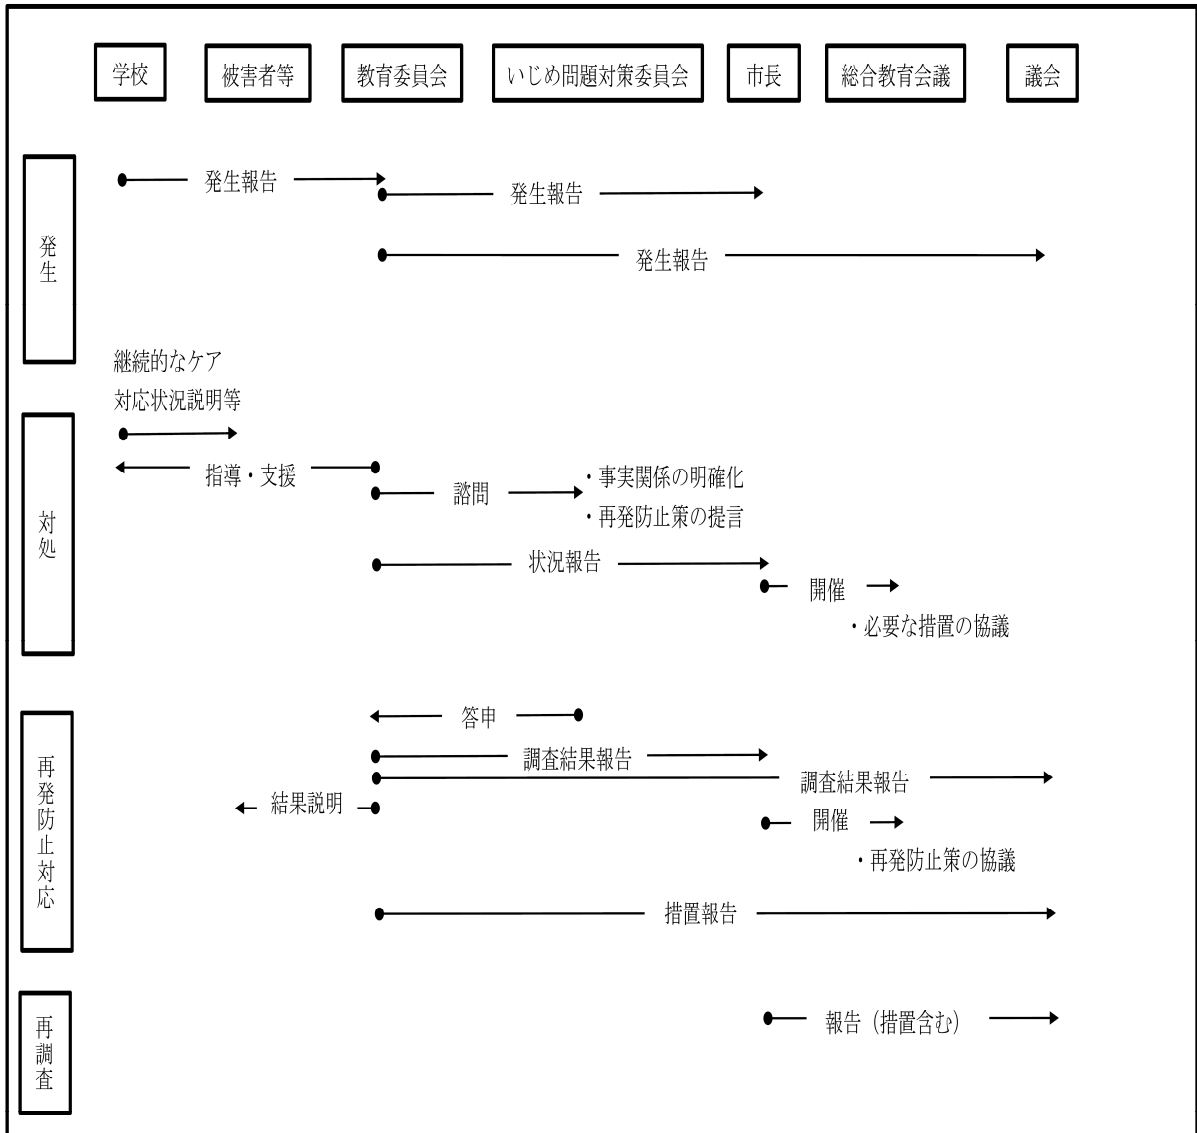 学校
被害者等
教育委員会
いじめ問題対策委員会
市長
総合教育会議
議会
発生
発生報告
発生報告
発生報告
対処
継続的なケア
対応状況説明等
指導・支援
諮問
・事実関係の明確化
・再発防止策の提言
状況報告
開催
・必要な措置の協議
再発防止対応
答申
調査結果報告
調査結果報告
結果説明
開催
・再発防止策の協議
措置報告
再調査
報告（措置含む）